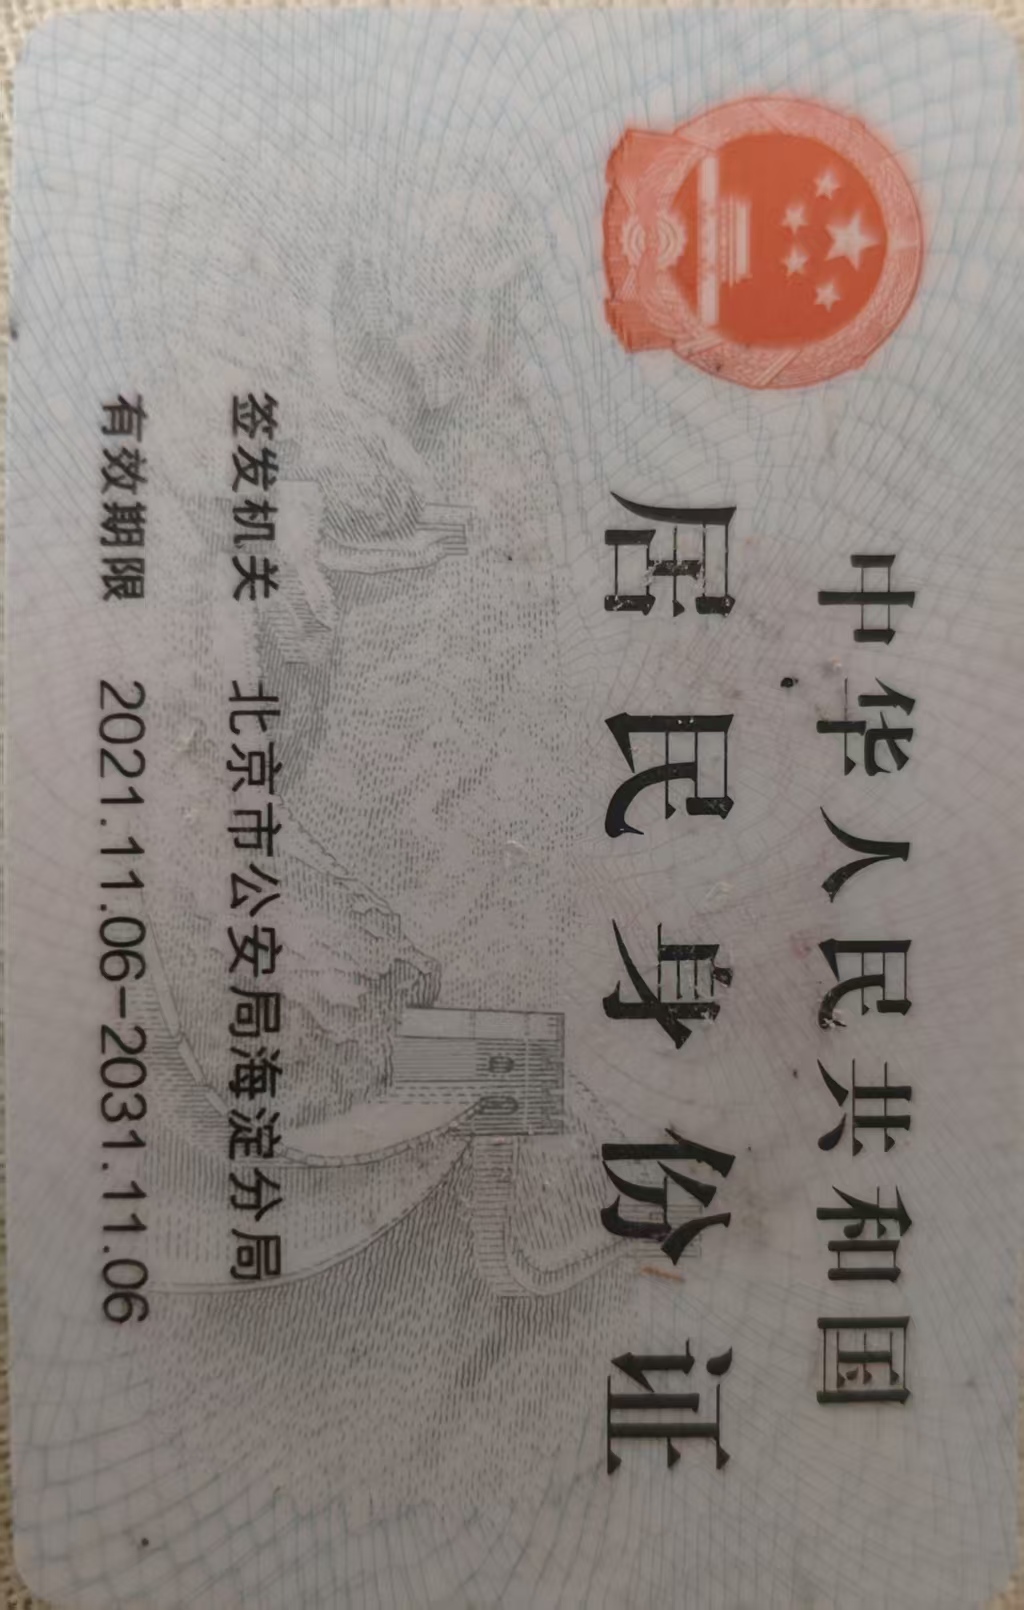 中华人民共和国
居民身份证
签发机关 北京市公安局海淀分局
有效期限 2021.11.06-2031.11.06